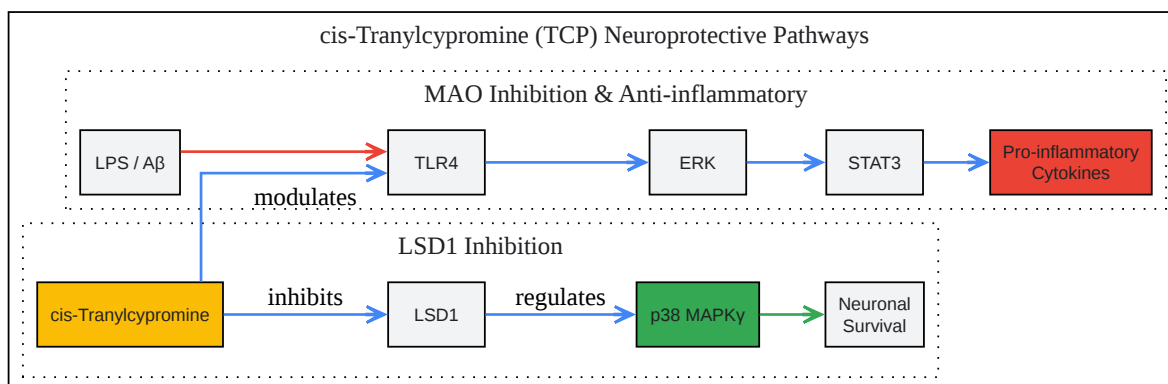 cis-Tranylcypromine (TCP) Neuroprotective Pathways
MAO Inhibition & Anti-inflammatory
LPS / Aβ
TLR4
ERK
STAT3
Pro-inflammatory
Cytokines
modulates
LSD1 Inhibition
cis-Tranylcypromine
inhibits
LSD1
regulates
p38 MAPKγ
Neuronal
Survival